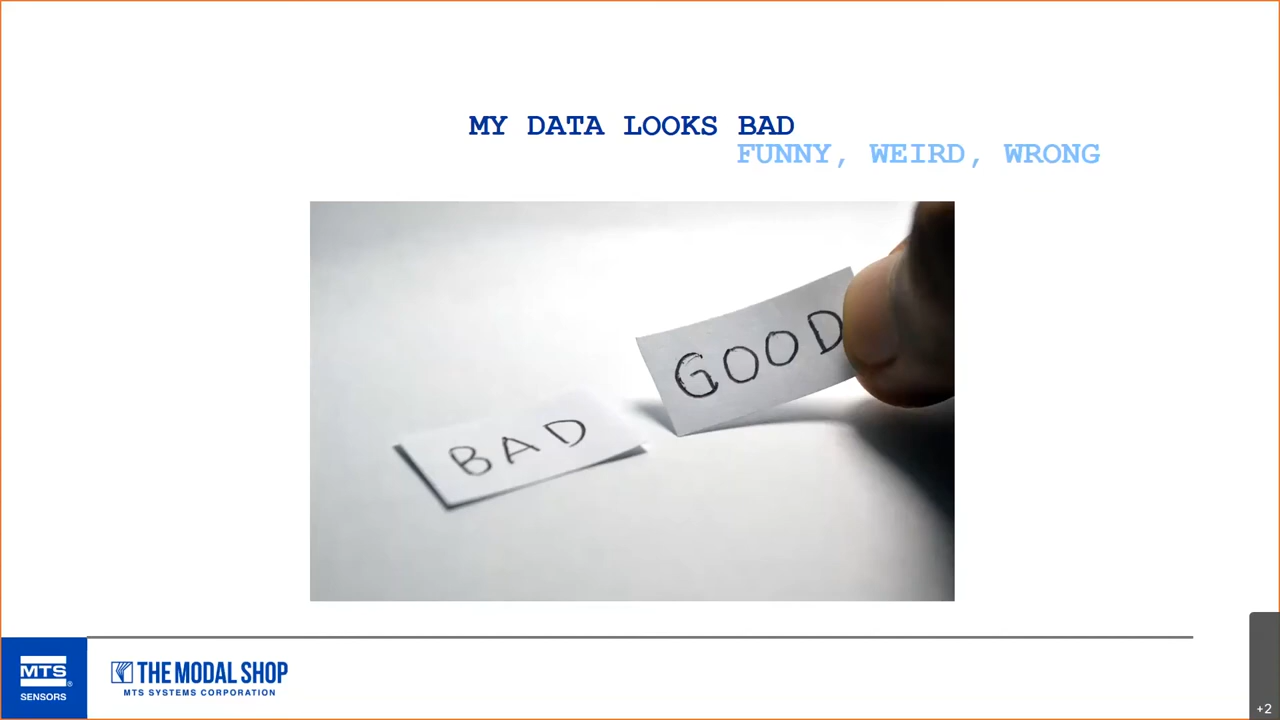 MY DATA LOOKS BAD
FUNNY, WEIRD, WRONG
GOOD
BAD
MTS®
SENSORS
THE MODAL SHOP
MTS SYSTEMS CORPORATION
+2